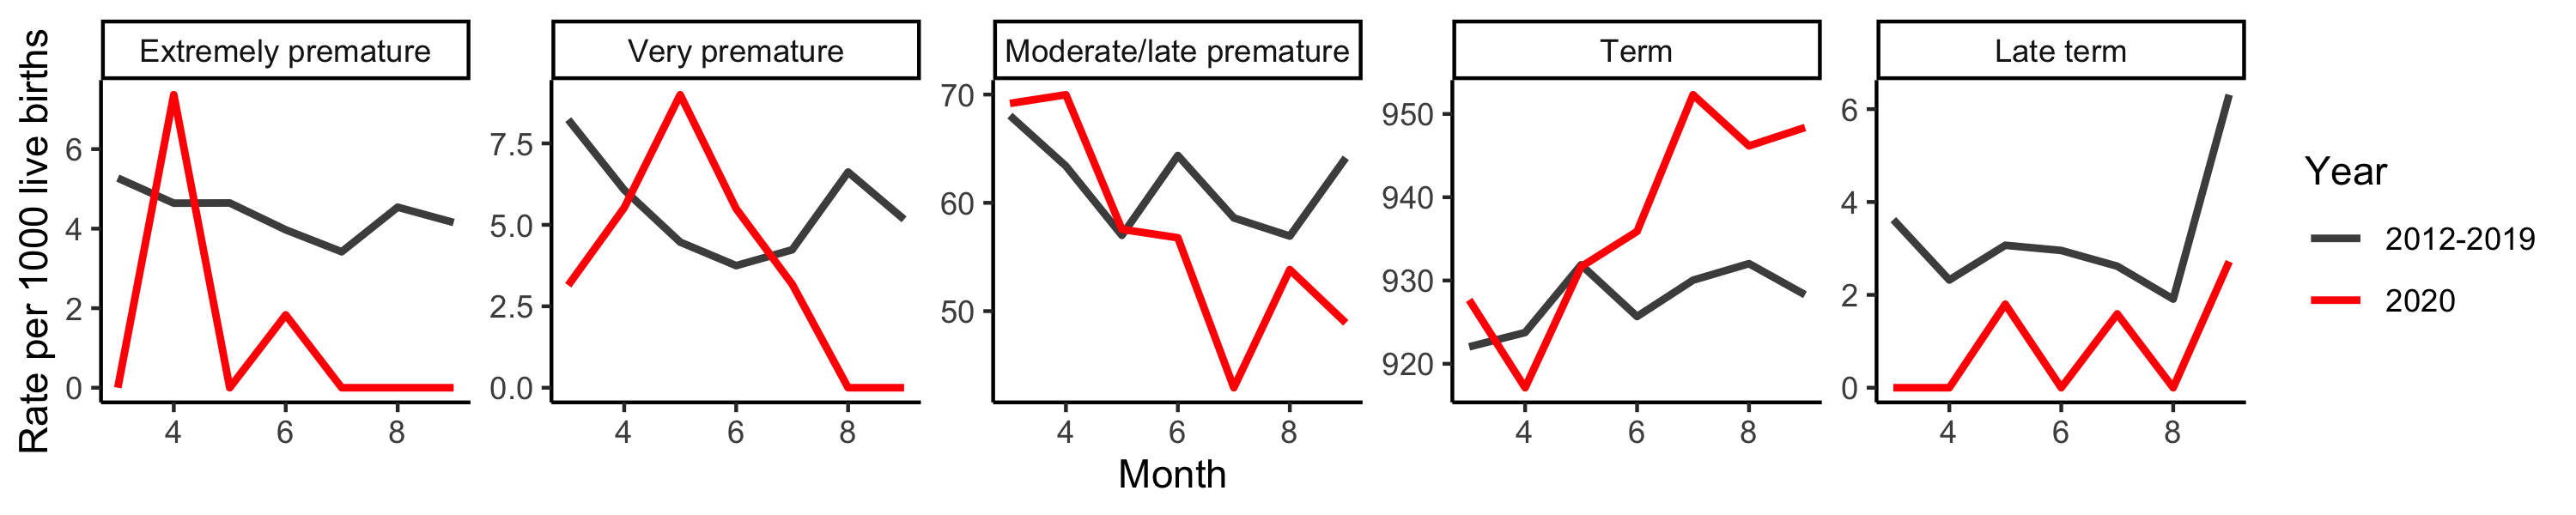 Rate per 1000 live births
Extremely premature
6
4
2
0
4 6 8
Very premature
7.5
5.0
2.5
0.0
4 6 8
Moderate/late premature
70
60
50
4 6 8
Term
950
940
930
920
4 6 8
Late term
6
4
2
0
4 6 8
Month
Year
2012-2019
2020